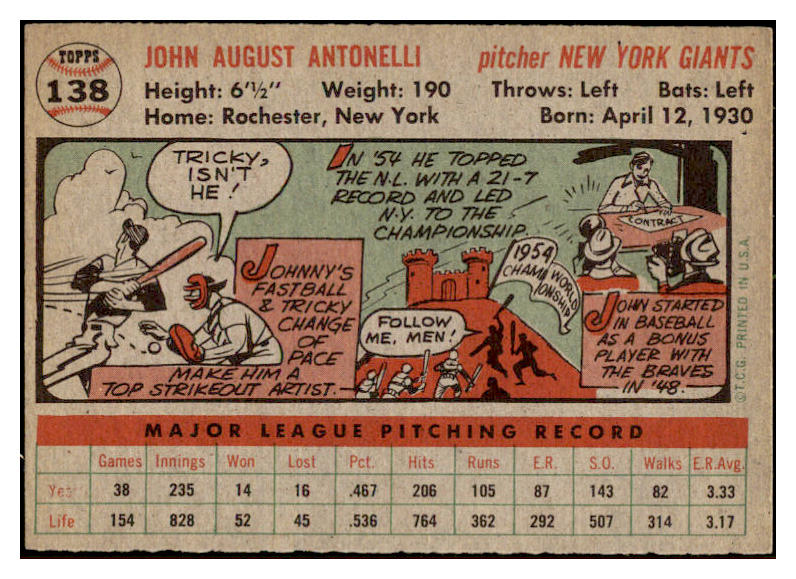 TOPPS
138
JOHN AUGUST ANTONELLI pitcher NEW YORK GIANTS
Height: 6'½" Weight: 190 Throws: Left Bats: Left
Home: Rochester, New York Born: April 12, 1930
TRICKY,
ISN'T
HE!
JOHNNY'S
FASTBALL
& TRICKY
CHANGE
OF
PACE
MAKE HIM A
TOP STRIKEOUT ARTIST.
IN '54 HE TOPPED
THE N.L. WITH A 21-7
RECORD AND LED
N.Y. TO THE
CHAMPIONSHIP.
1954
WORLD
CHAMPIONSHIP
FOLLOW
ME, MEN!
CONTRACT
JOHN STARTED
IN BASEBALL
AS A BONUS
PLAYER WITH
THE BRAVES
IN '48.
©T.C.G. PRINTED IN U.S.A.
MAJOR LEAGUE PITCHING RECORD
Games Innings Won Lost Pct. Hits Runs E.R. S.O. Walks E.R.Avg.
Year 38 235 14 16 .467 206 105 87 143 82 3.33
Life 154 828 52 45 .536 764 362 292 507 314 3.17